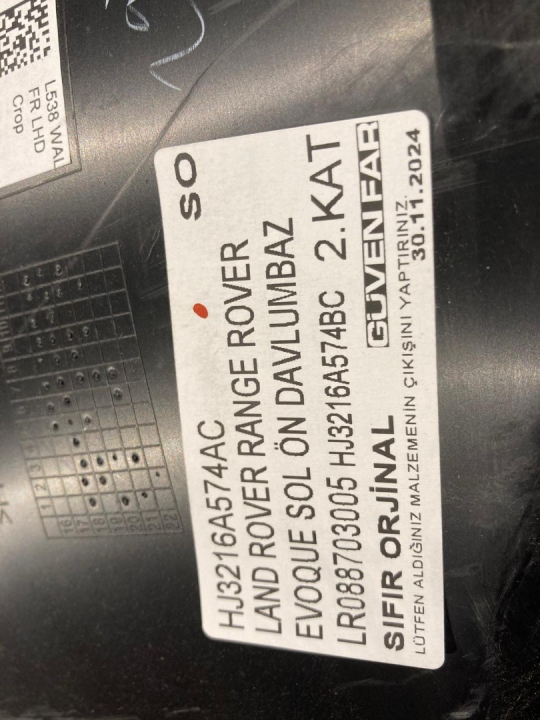 L538 WAL
FR LHD
Crop
SO
HJ3216A574AC
LAND ROVER RANGE ROVER
EVOQUE SOL ÖN DAVLUMBAZ
LR088703005 HJ3216A574BC 2.KAT
SIFIR ORJİNAL GÜVEN FAR
LÜTFEN ALDIĞINIZ MALZEMENİN ÇIKIŞINI YAPTIRINIZ. 30.11.2024